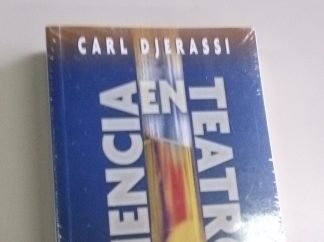 CARL DJERASSI
IENCIA
EN
TEATR